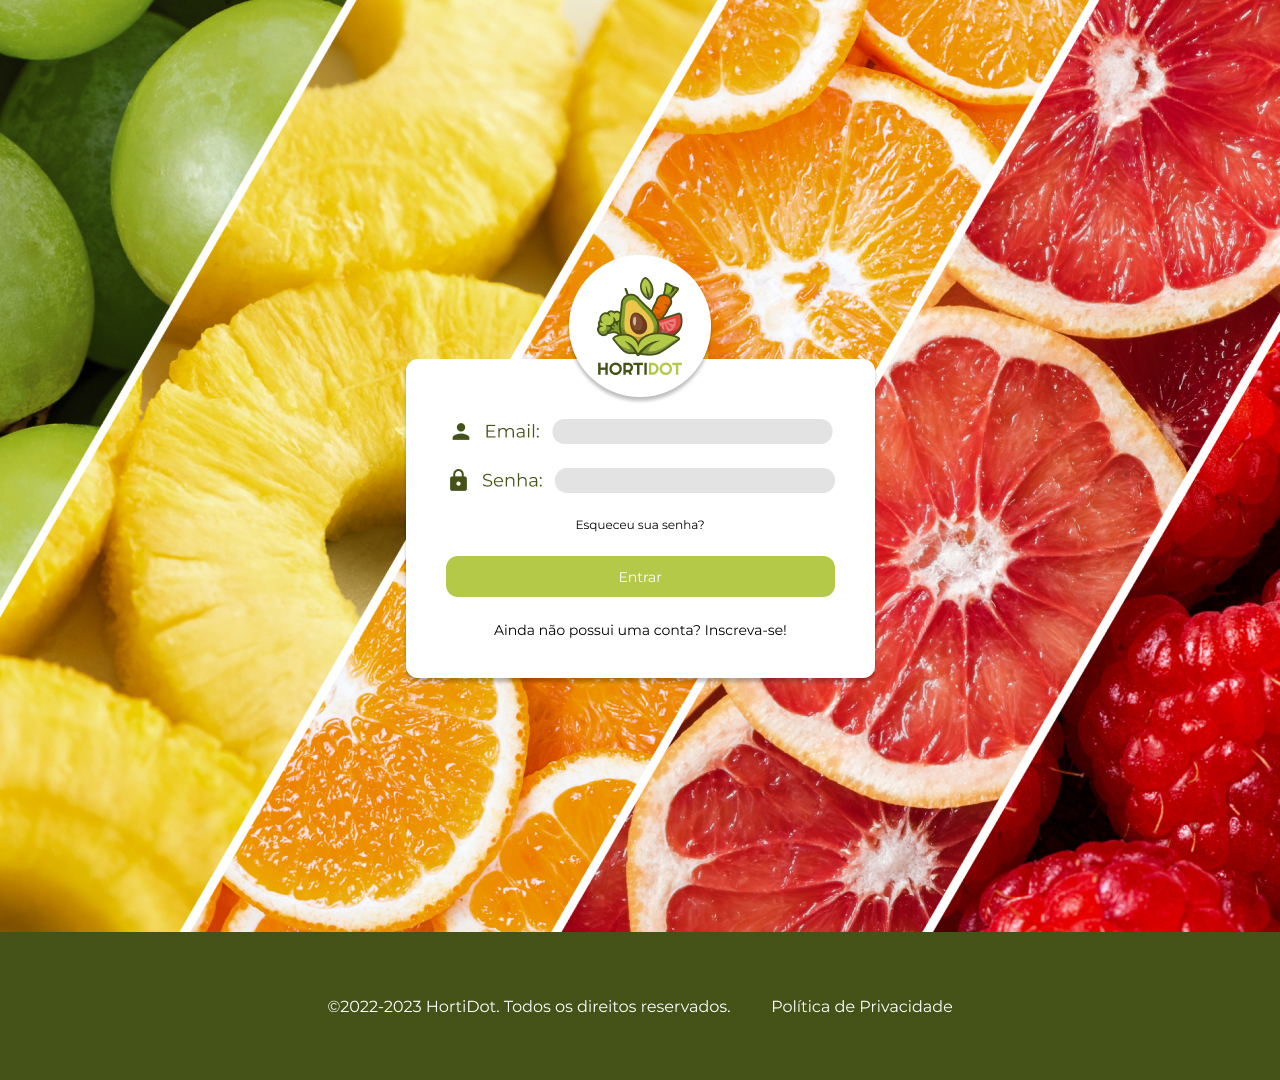 HORTIDOT
Email:
Senha:
Esqueceu sua senha?
Entrar
Ainda não possui uma conta? Inscreva-se!
©2022-2023 HortiDot. Todos os direitos reservados. Política de Privacidade